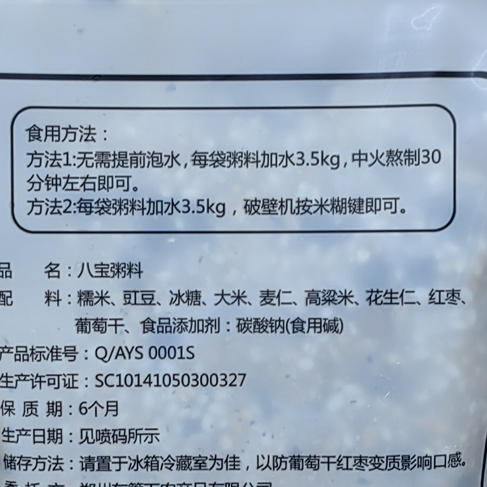 食用方法：
方法1:无需提前泡水，每袋粥料加水3.5kg，中火熬制30
分钟左右即可。
方法2:每袋粥料加水3.5kg，破壁机按米糊键即可。
品 名：八宝粥料
配 料：糯米、豇豆、冰糖、大米、麦仁、高粱米、花生仁、红枣、
葡萄干、食品添加剂：碳酸钠(食用碱)
产品标准号：Q/AYS 0001S
生产许可证：SC10141050300327
保 质 期：6个月
生产日期：见喷码所示
储存方法：请置于冰箱冷藏室为佳，以防葡萄干红枣变质影响口感。